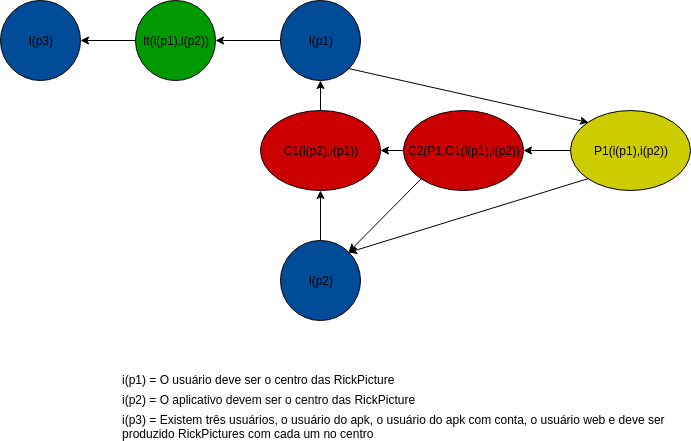 i(p3)
It(i(p1),i(p2))
i(p1)
C1(i(p2),i(p1))
C2(P1,C1(i(p1),i(p2))
P1(i(p1),i(p2))
i(p2)
i(p1) = O usuário deve ser o centro das RickPicture
i(p2) = O aplicativo devem ser o centro das RickPicture
i(p3) = Existem três usuários, o usuário do apk, o usuário do apk com conta, o usuário web e deve ser
produzido RickPictures com cada um no centro